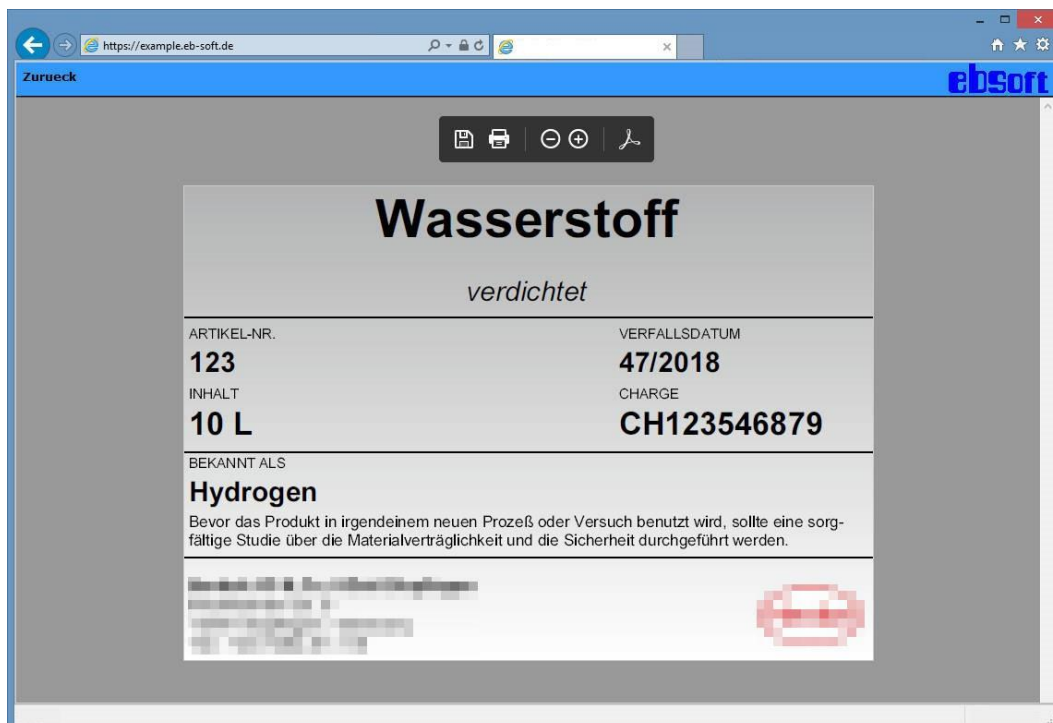 https://example.eb-soft.de
Zurueck
ebsoft
Wasserstoff
verdichtet
ARTIKEL-NR.
VERFALLSDATUM
123
47/2018
INHALT
CHARGE
10 L
CH123546879
BEKANNT ALS
Hydrogen
Bevor das Produkt in irgendeinem neuen Prozeß oder Versuch benutzt wird, sollte eine sorg-
fältige Studie über die Materialverträglichkeit und die Sicherheit durchgeführt werden.